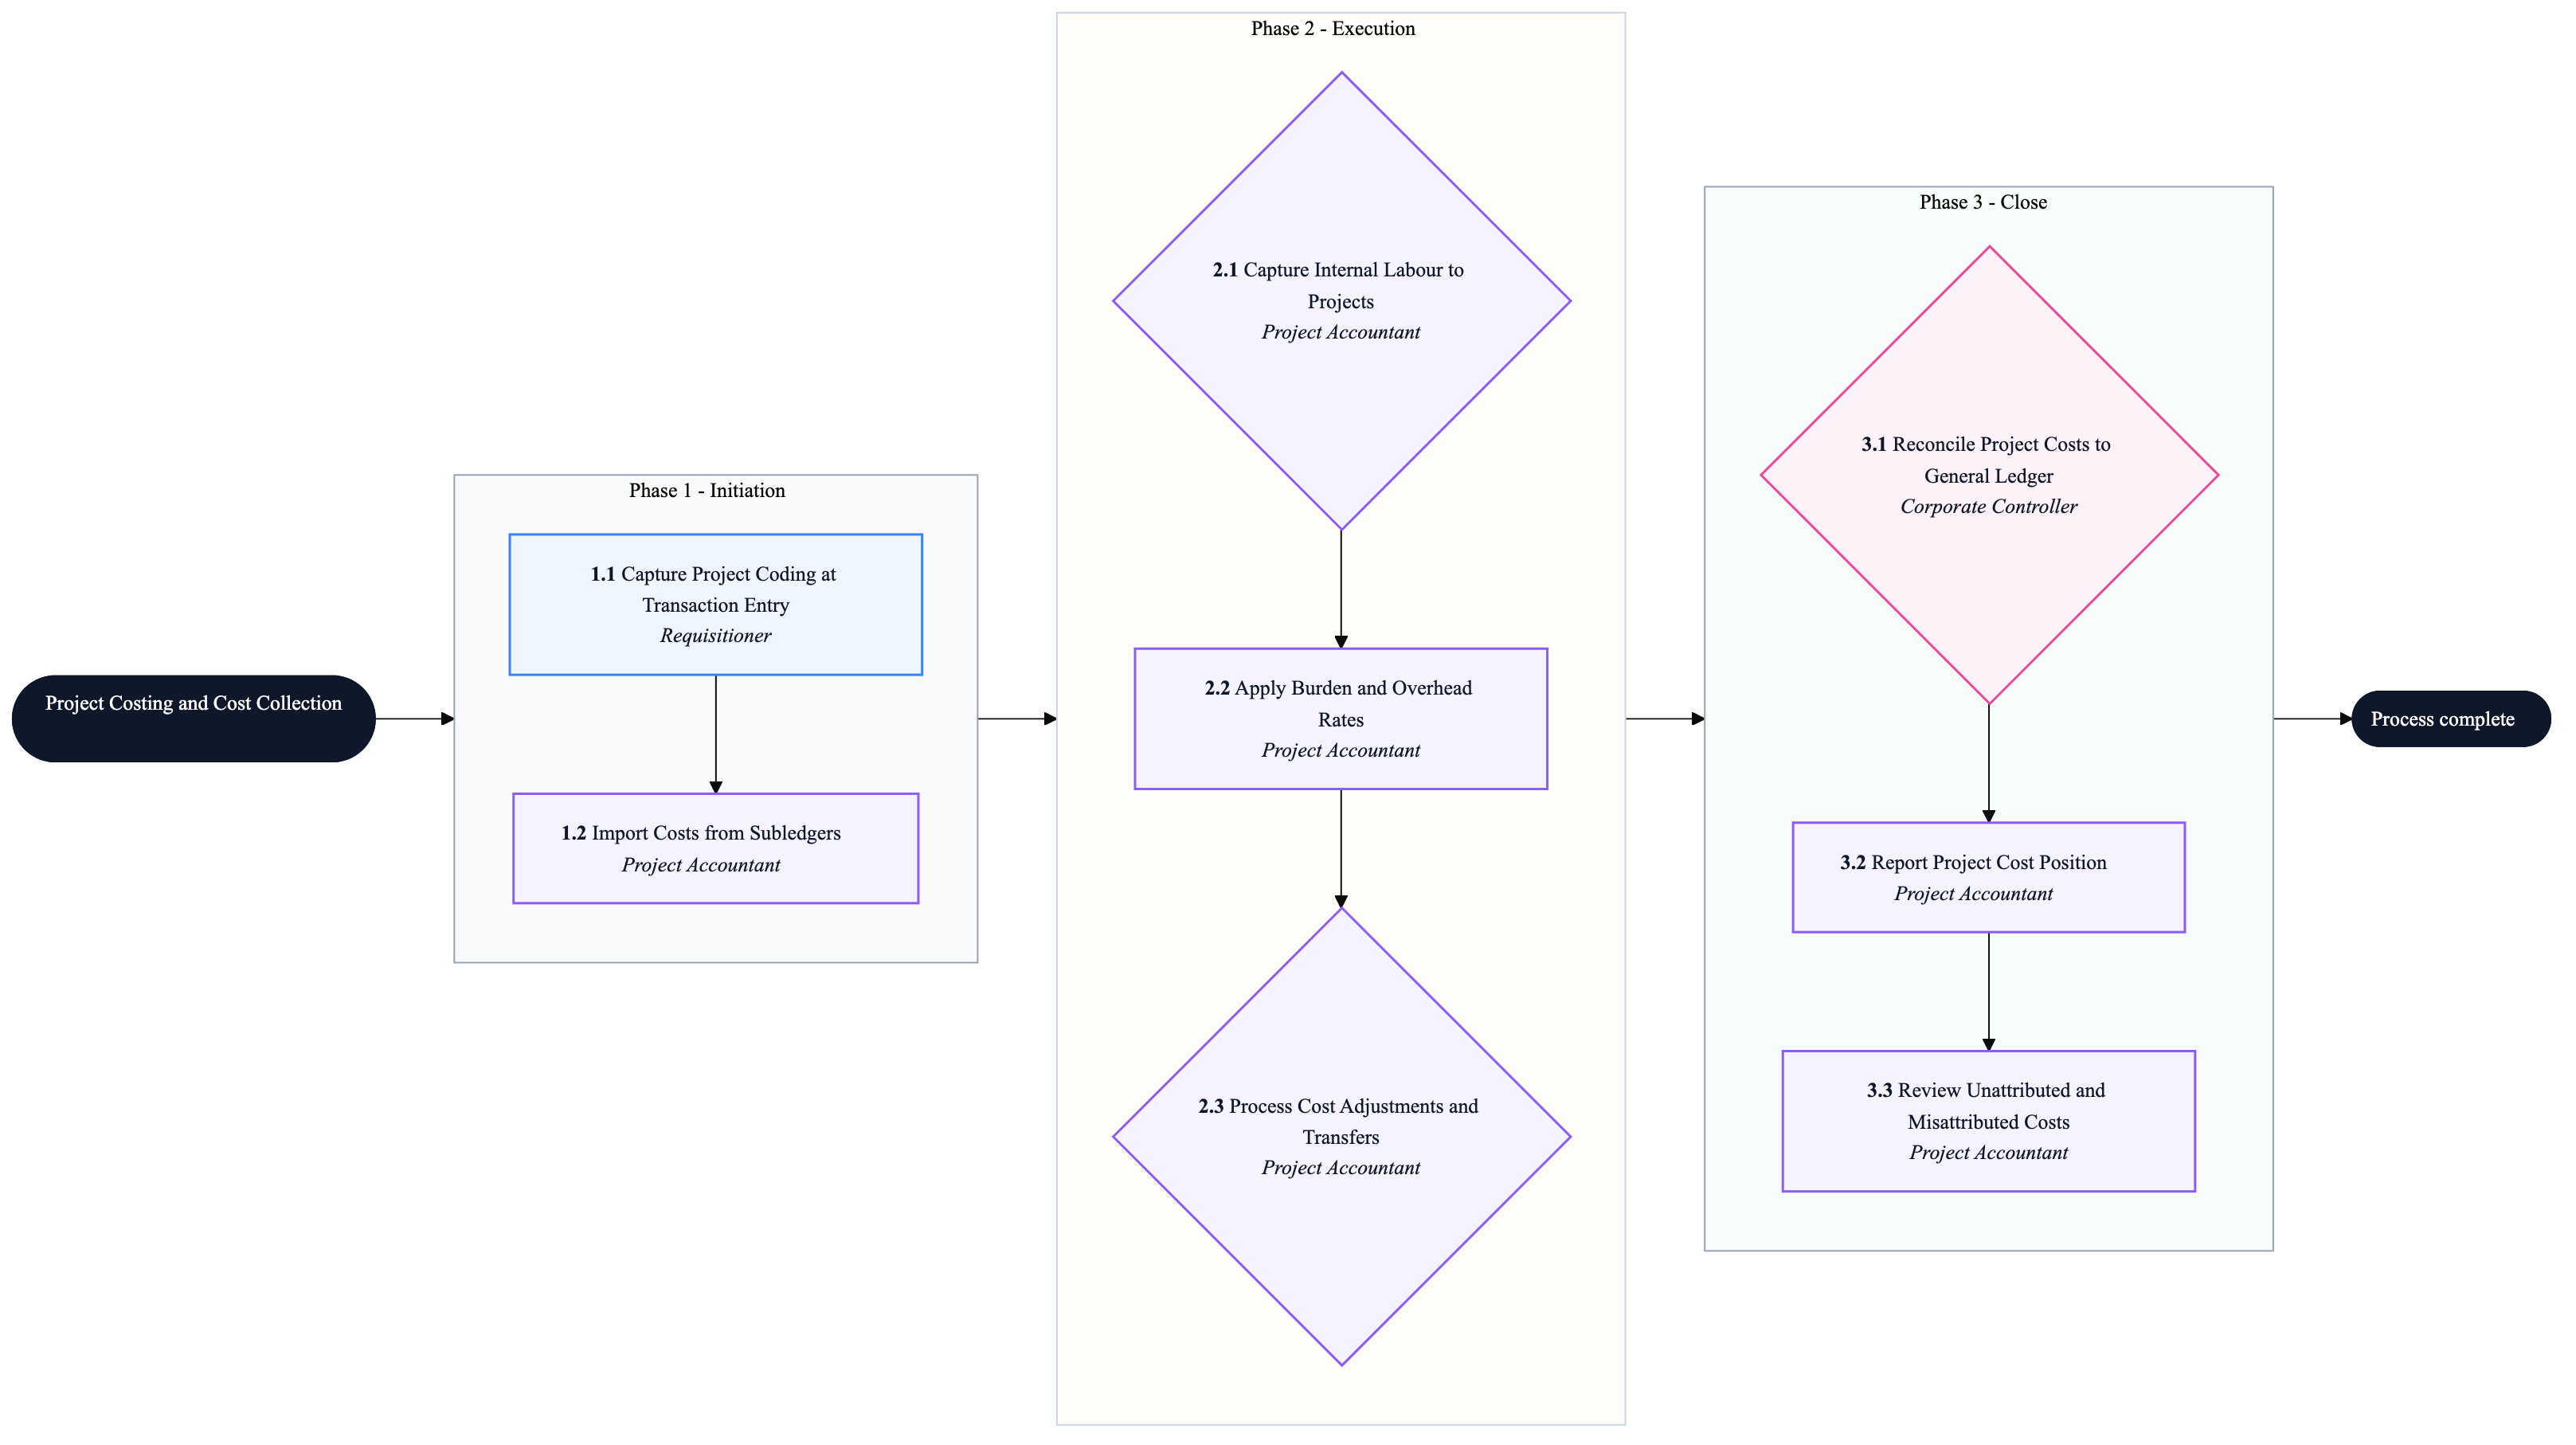 Project Costing and Cost Collection
Phase 1 - Initiation
1.1 Capture Project Coding at
Transaction Entry
Requisitioner
1.2 Import Costs from Subledgers
Project Accountant
Phase 2 - Execution
2.1 Capture Internal Labour to
Projects
Project Accountant
2.2 Apply Burden and Overhead
Rates
Project Accountant
2.3 Process Cost Adjustments and
Transfers
Project Accountant
Phase 3 - Close
3.1 Reconcile Project Costs to
General Ledger
Corporate Controller
3.2 Report Project Cost Position
Project Accountant
3.3 Review Unattributed and
Misattributed Costs
Project Accountant
Process complete